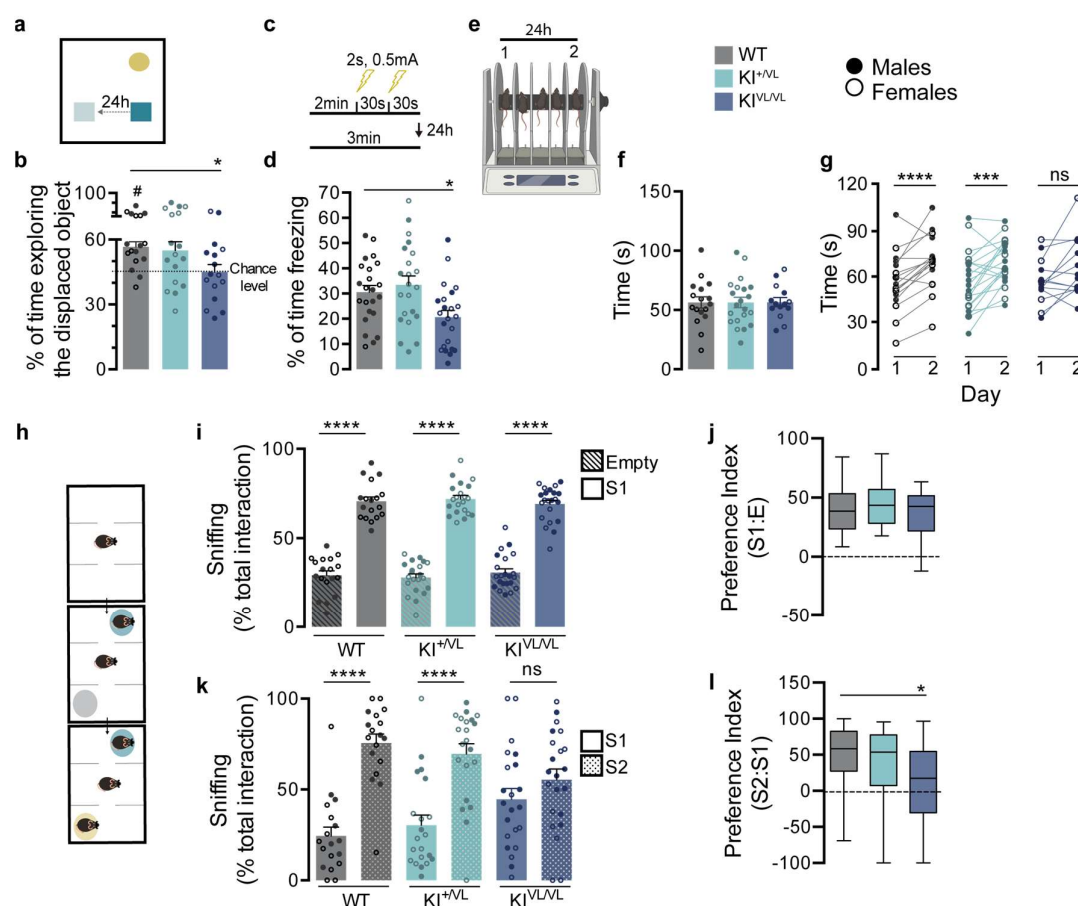 a
24h
c
2s, 0.5mA
2min
30s
30s
3min
24h
e
24h
1
2
WT
KI+/VL
KIVL/VL
Males
Females
b
% of time exploring
the displaced object
100
60
30
0
#
*
Chance
level
d
% of time freezing
70
60
50
40
30
20
10
0
*
f
Time (s)
150
100
50
0
g
Time (s)
120
90
60
30
0
****
***
ns
1
2
1
2
1
2
Day
h
i
Sniffing
(% total interaction)
100
50
0
****
****
****
Empty
S1
WT
KI+/VL
KIVL/VL
j
Preference Index
(S1:E)
100
50
0
-50
k
Sniffing
(% total interaction)
100
50
0
****
****
ns
S1
S2
WT
KI+/VL
KIVL/VL
l
Preference Index
(S2:S1)
150
100
50
0
-50
-100
*